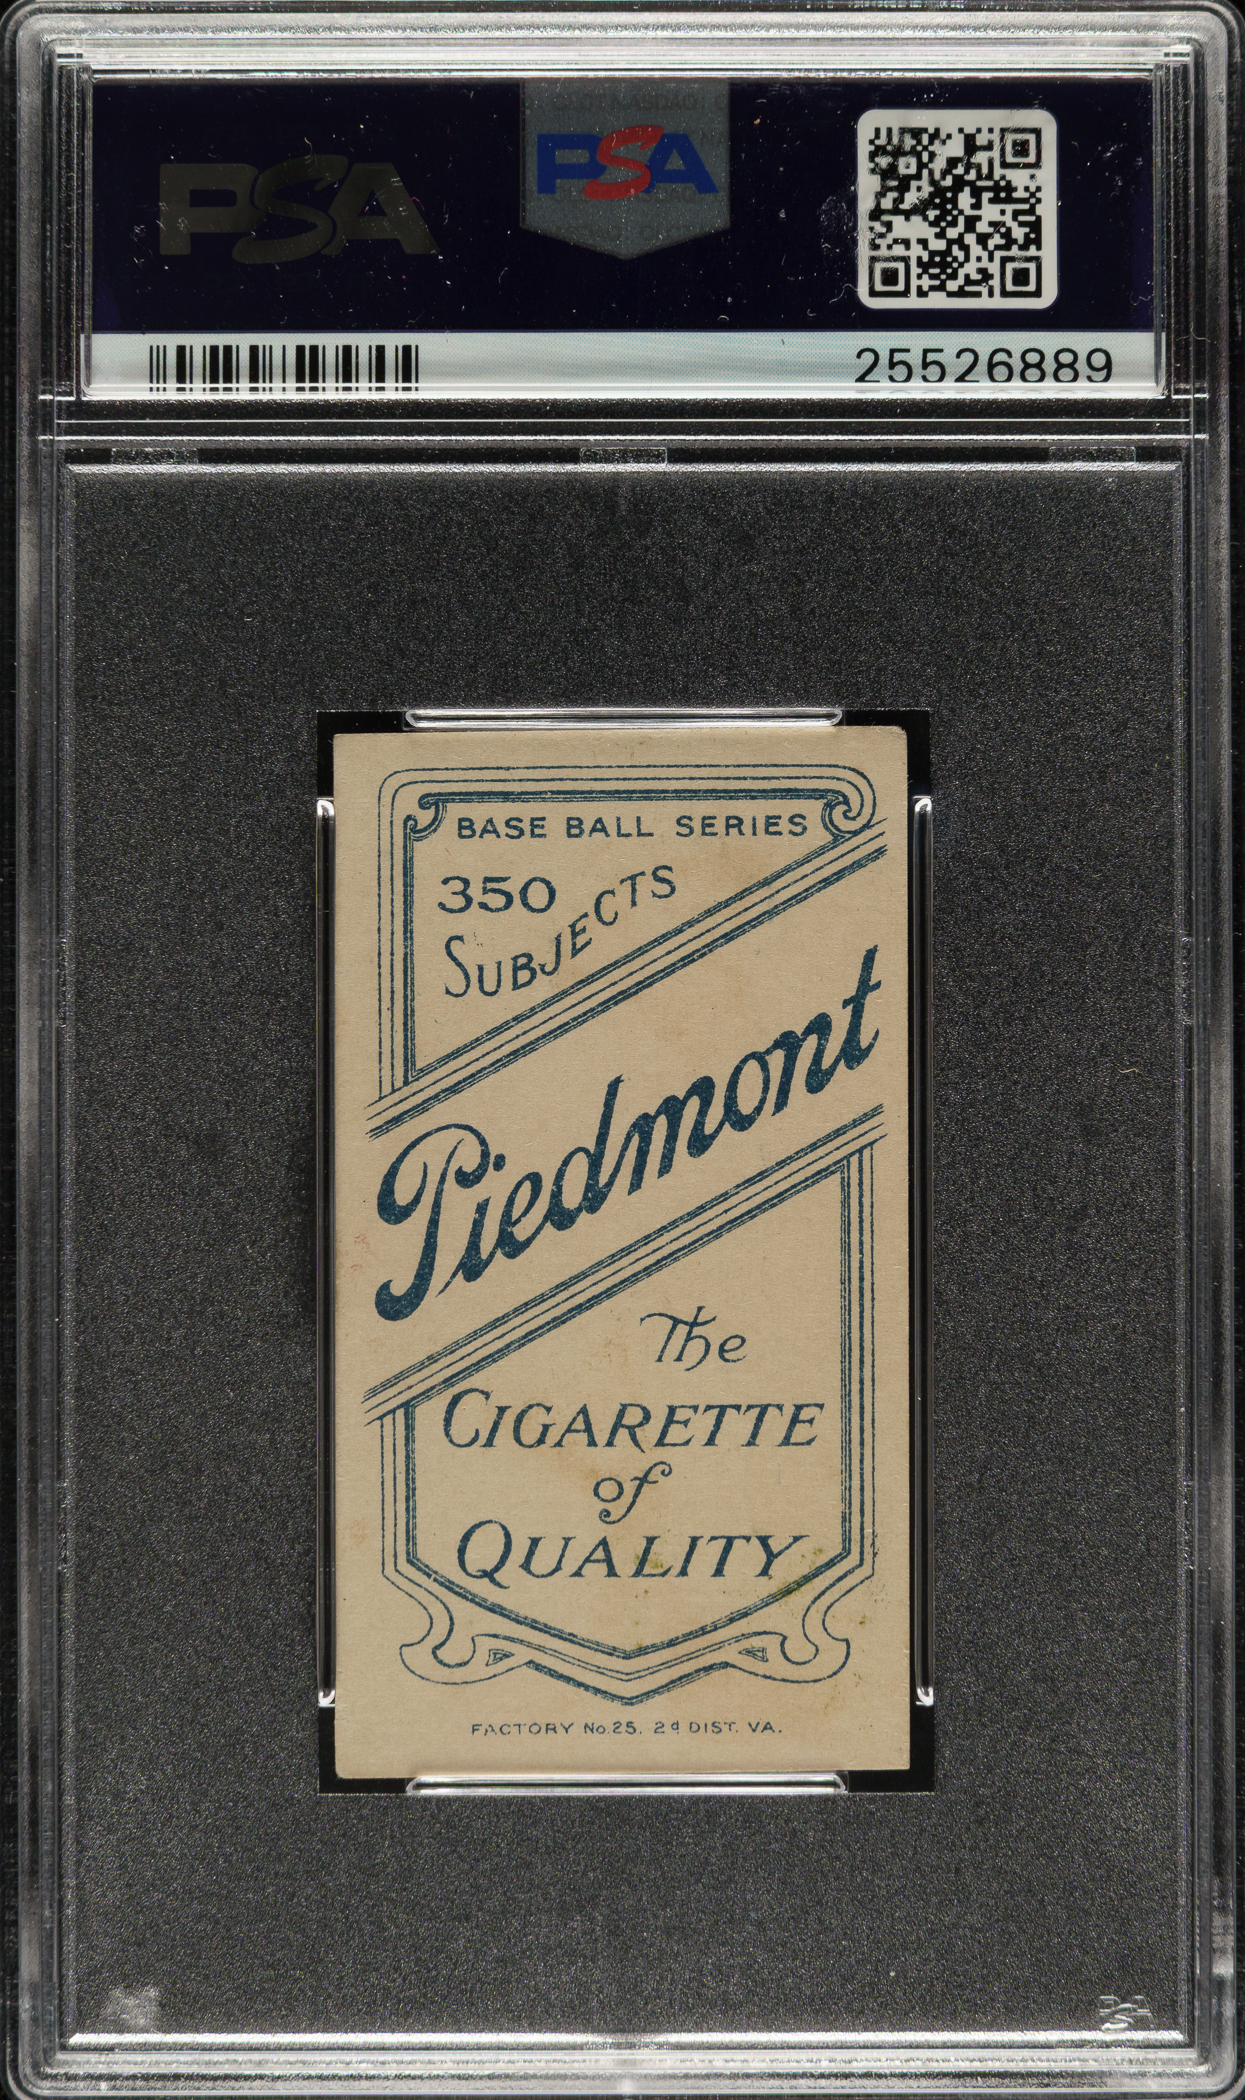 PSA
PSA
25526889
BASE BALL SERIES
350
SUBJECTS
Piedmont
The
CIGARETTE
of
QUALITY
FACTORY No. 25. 2d DIST. VA.
PSA